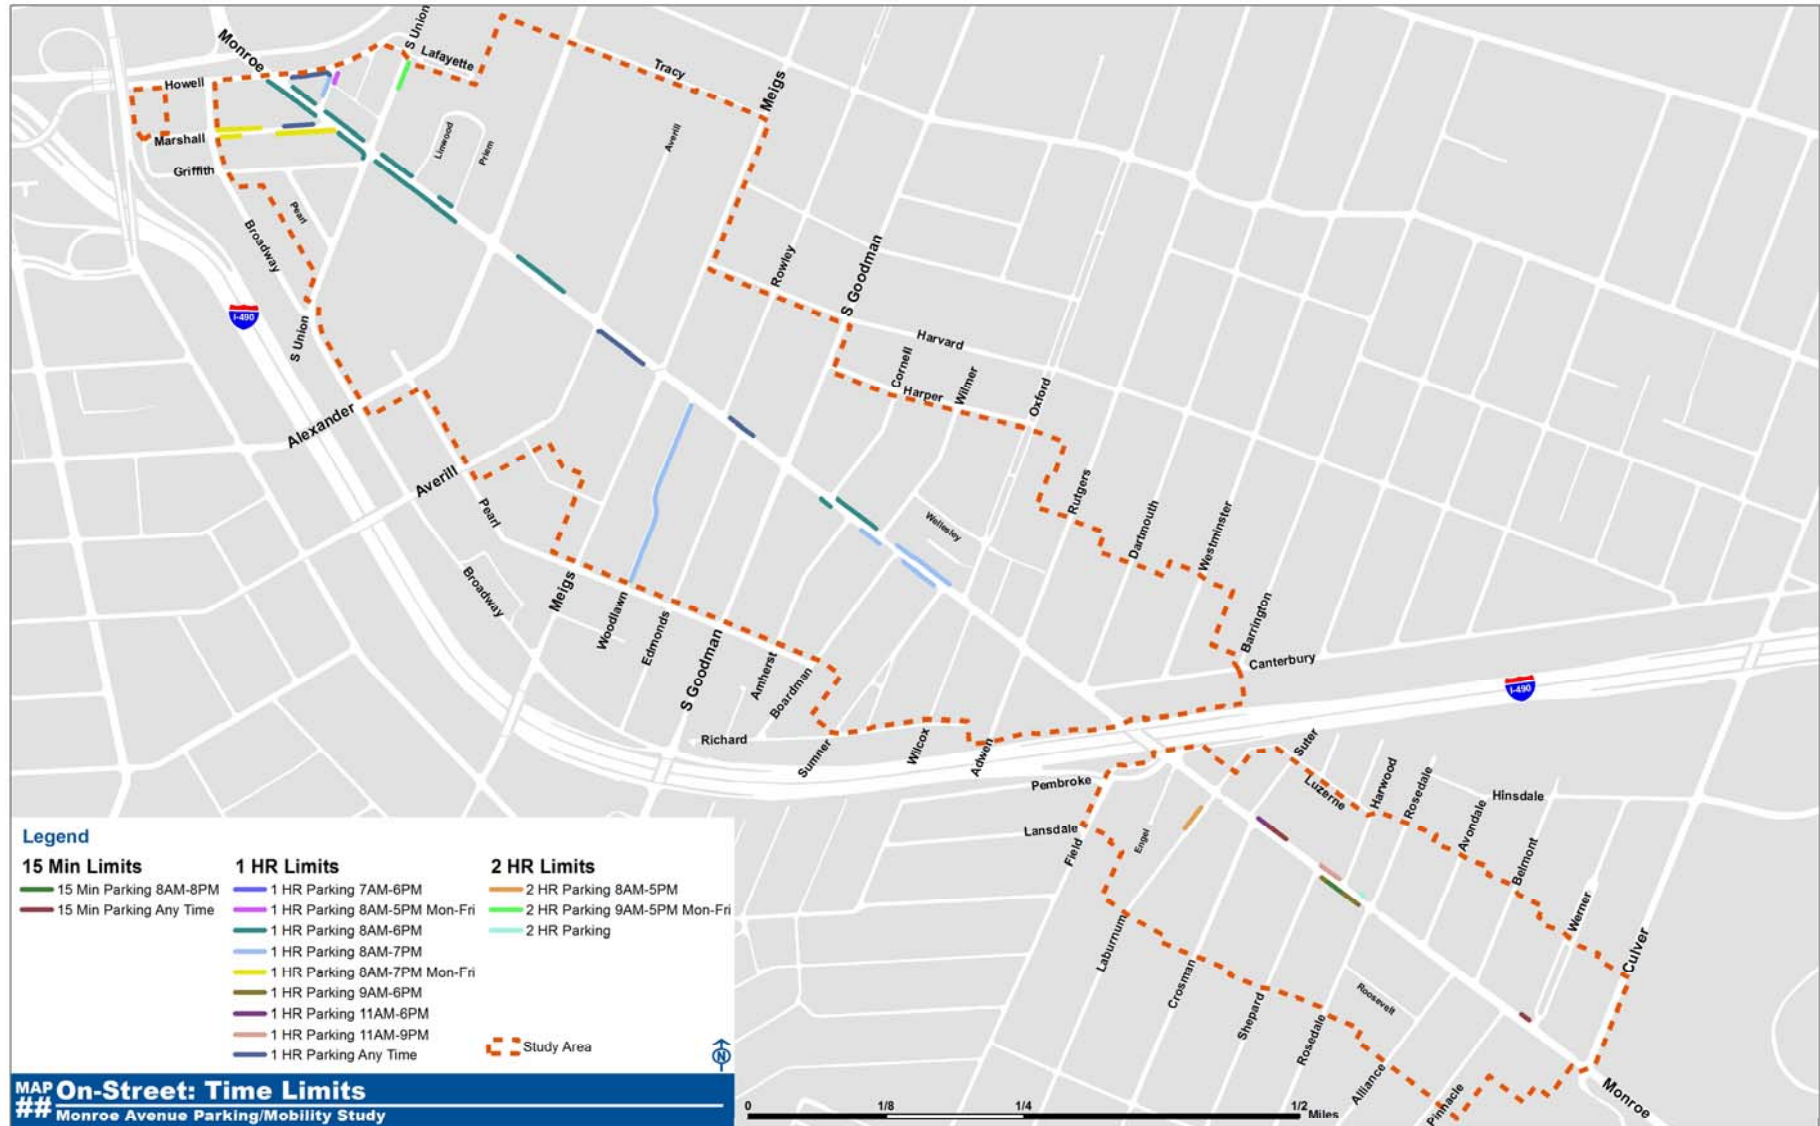 S Union
Monroe
Lafayette
Tracy
Howell
Meigs
Marshall
Linwood
Priem
Averill
Griffith
Pearl
Broadway
Rowley
S Goodman
I-490
S Union
Harvard
Cornell
Harper
Wilmer
Oxford
Alexander
Averill
Rutgers
Pearl
Wellesley
Dartmouth
Westminster
Broadway
Meigs
Woodlawn
Edmonds
Barrington
S Goodman
Amherst
Boardman
Canterbury
I-490
Richard
Sumner
Wilcox
Adwen
Suter
Pembroke
Luzerne
Harwood
Rosedale
Hinsdale
Lansdale
Field
Engel
Avondale
Belmont
Werner
Culver
Laburnum
Crosman
Roosevelt
Shepard
Rosedale
Alliance
Pinnacle
Monroe
Legend
15 Min Limits
15 Min Parking 8AM-8PM
15 Min Parking Any Time
1 HR Limits
1 HR Parking 7AM-6PM
1 HR Parking 8AM-5PM Mon-Fri
1 HR Parking 8AM-6PM
1 HR Parking 8AM-7PM
1 HR Parking 8AM-7PM Mon-Fri
1 HR Parking 9AM-6PM
1 HR Parking 11AM-6PM
1 HR Parking 11AM-9PM
1 HR Parking Any Time
2 HR Limits
2 HR Parking 8AM-5PM
2 HR Parking 9AM-5PM Mon-Fri
2 HR Parking
Study Area
N
MAP ## On-Street: Time Limits
Monroe Avenue Parking/Mobility Study
0 1/8 1/4 1/2 Miles